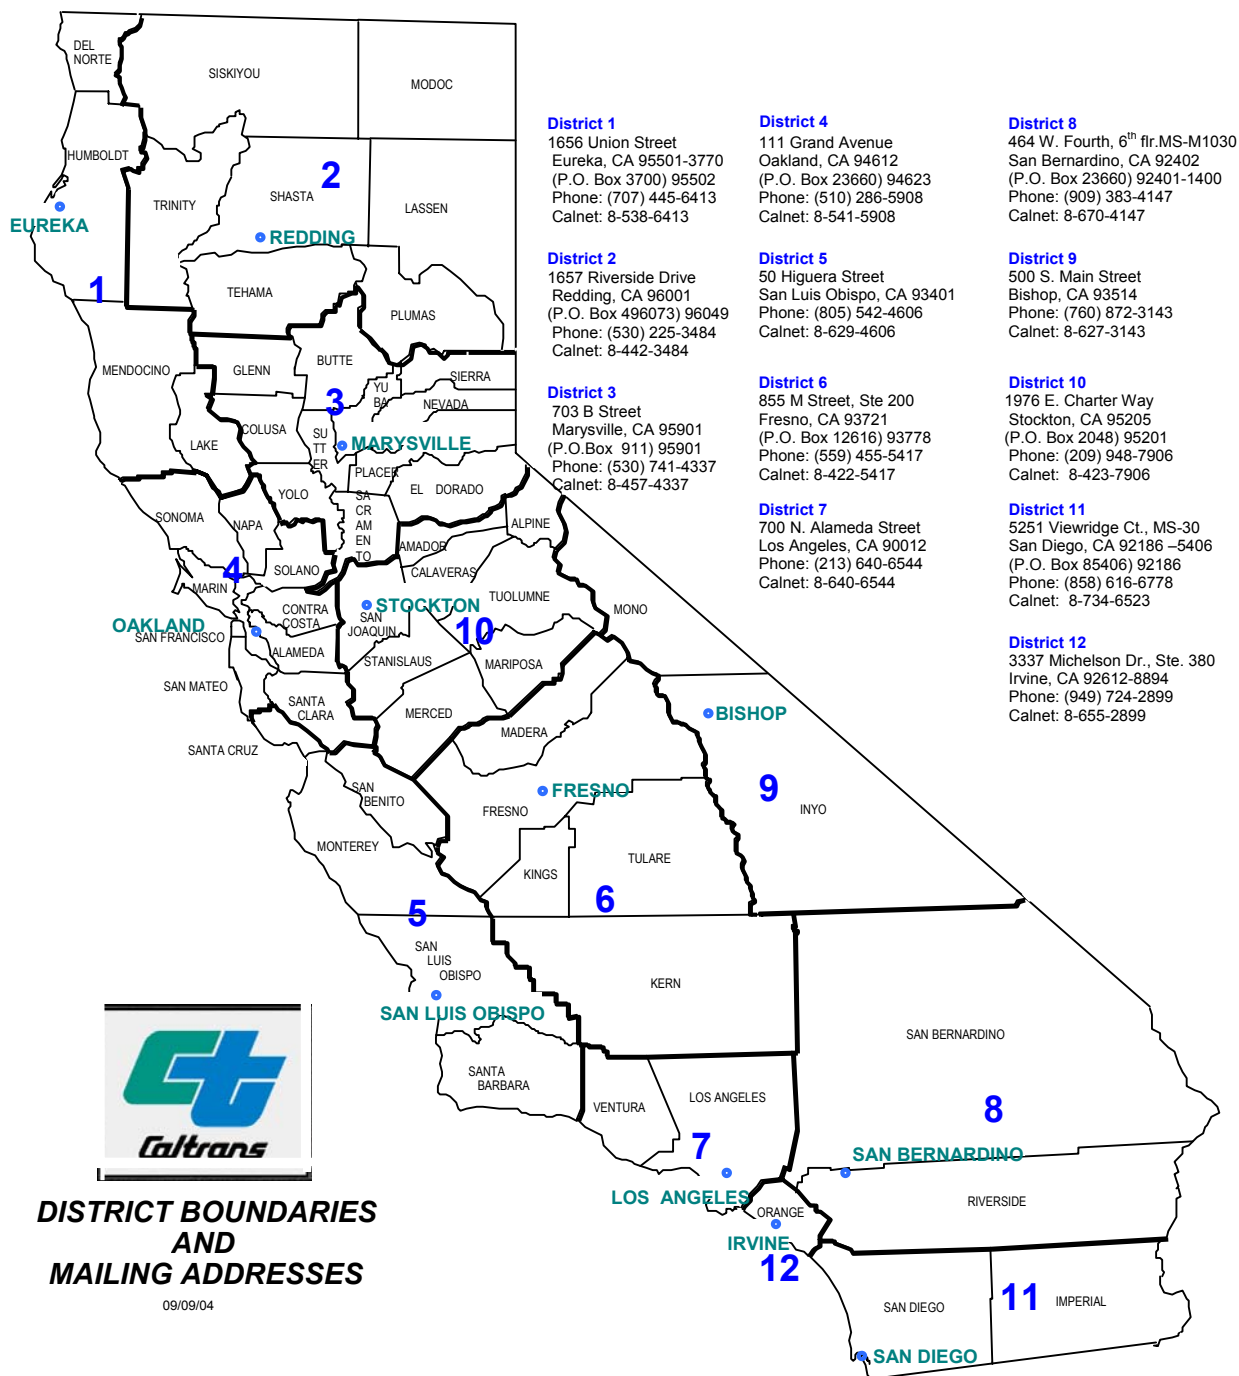 DEL
NORTE
SISKIYOU
MODOC
HUMBOLDT
TRINITY
SHASTA
2
LASSEN
EUREKA
REDDING
1
TEHAMA
PLUMAS
MENDOCINO
GLENN
BUTTE
YU
BA
SIERRA
NEVADA
3
LAKE
COLUSA
SU
TT
ER
MARYSVILLE
PLACER
EL DORADO
YOLO
SA
CR
AM
EN
TO
SONOMA
NAPA
SOLANO
AMADOR
ALPINE
CALAVERAS
4
MARIN
CONTRA
COSTA
STOCKTON
SAN
JOAQUIN
TUOLUMNE
MONO
OAKLAND
SAN FRANCISCO
ALAMEDA
10
STANISLAUS
MARIPOSA
SAN MATEO
SANTA
CLARA
MERCED
MADERA
BISHOP
SANTA CRUZ
SAN
BENITO
FRESNO
FRESNO
9
INYO
MONTEREY
KINGS
TULARE
6
5
SAN
LUIS
OBISPO
KERN
SAN LUIS OBISPO
SAN BERNARDINO
SANTA
BARBARA
VENTURA
LOS ANGELES
8
7
SAN BERNARDINO
LOS ANGELES
RIVERSIDE
ORANGE
IRVINE
12
SAN DIEGO
11
IMPERIAL
SAN DIEGO
District 1
1656 Union Street
Eureka, CA 95501-3770
(P.O. Box 3700) 95502
Phone: (707) 445-6413
Calnet: 8-538-6413
District 2
1657 Riverside Drive
Redding, CA 96001
(P.O. Box 496073) 96049
Phone: (530) 225-3484
Calnet: 8-442-3484
District 3
703 B Street
Marysville, CA 95901
(P.O.Box 911) 95901
Phone: (530) 741-4337
Calnet: 8-457-4337
District 4
111 Grand Avenue
Oakland, CA 94612
(P.O. Box 23660) 94623
Phone: (510) 286-5908
Calnet: 8-541-5908
District 5
50 Higuera Street
San Luis Obispo, CA 93401
Phone: (805) 542-4606
Calnet: 8-629-4606
District 6
855 M Street, Ste 200
Fresno, CA 93721
(P.O. Box 12616) 93778
Phone: (559) 455-5417
Calnet: 8-422-5417
District 7
700 N. Alameda Street
Los Angeles, CA 90012
Phone: (213) 640-6544
Calnet: 8-640-6544
District 8
464 W. Fourth, 6th flr.MS-M1030
San Bernardino, CA 92402
(P.O. Box 23660) 92401-1400
Phone: (909) 383-4147
Calnet: 8-670-4147
District 9
500 S. Main Street
Bishop, CA 93514
Phone: (760) 872-3143
Calnet: 8-627-3143
District 10
1976 E. Charter Way
Stockton, CA 95205
(P.O. Box 2048) 95201
Phone: (209) 948-7906
Calnet: 8-423-7906
District 11
5251 Viewridge Ct., MS-30
San Diego, CA 92186 –5406
(P.O. Box 85406) 92186
Phone: (858) 616-6778
Calnet: 8-734-6523
District 12
3337 Michelson Dr., Ste. 380
Irvine, CA 92612-8894
Phone: (949) 724-2899
Calnet: 8-655-2899
ct
Caltrans
DISTRICT BOUNDARIES
AND
MAILING ADDRESSES
09/09/04